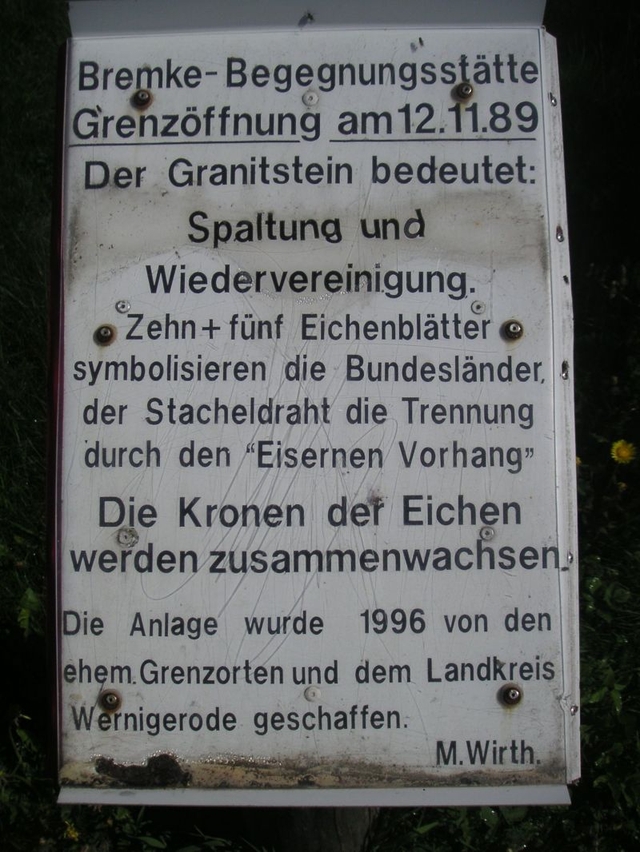 Bremke-Begegnungsstätte
Grenzöffnung am 12.11.89
Der Granitstein bedeutet:
Spaltung und
Wiedervereinigung.
Zehn + fünf Eichenblätter
symbolisieren die Bundesländer,
der Stacheldraht die Trennung
durch den "Eisernen Vorhang"
Die Kronen der Eichen
werden zusammenwachsen.
Die Anlage wurde 1996 von den
ehem. Grenzorten und dem Landkreis
Wernigerode geschaffen.
M. Wirth.